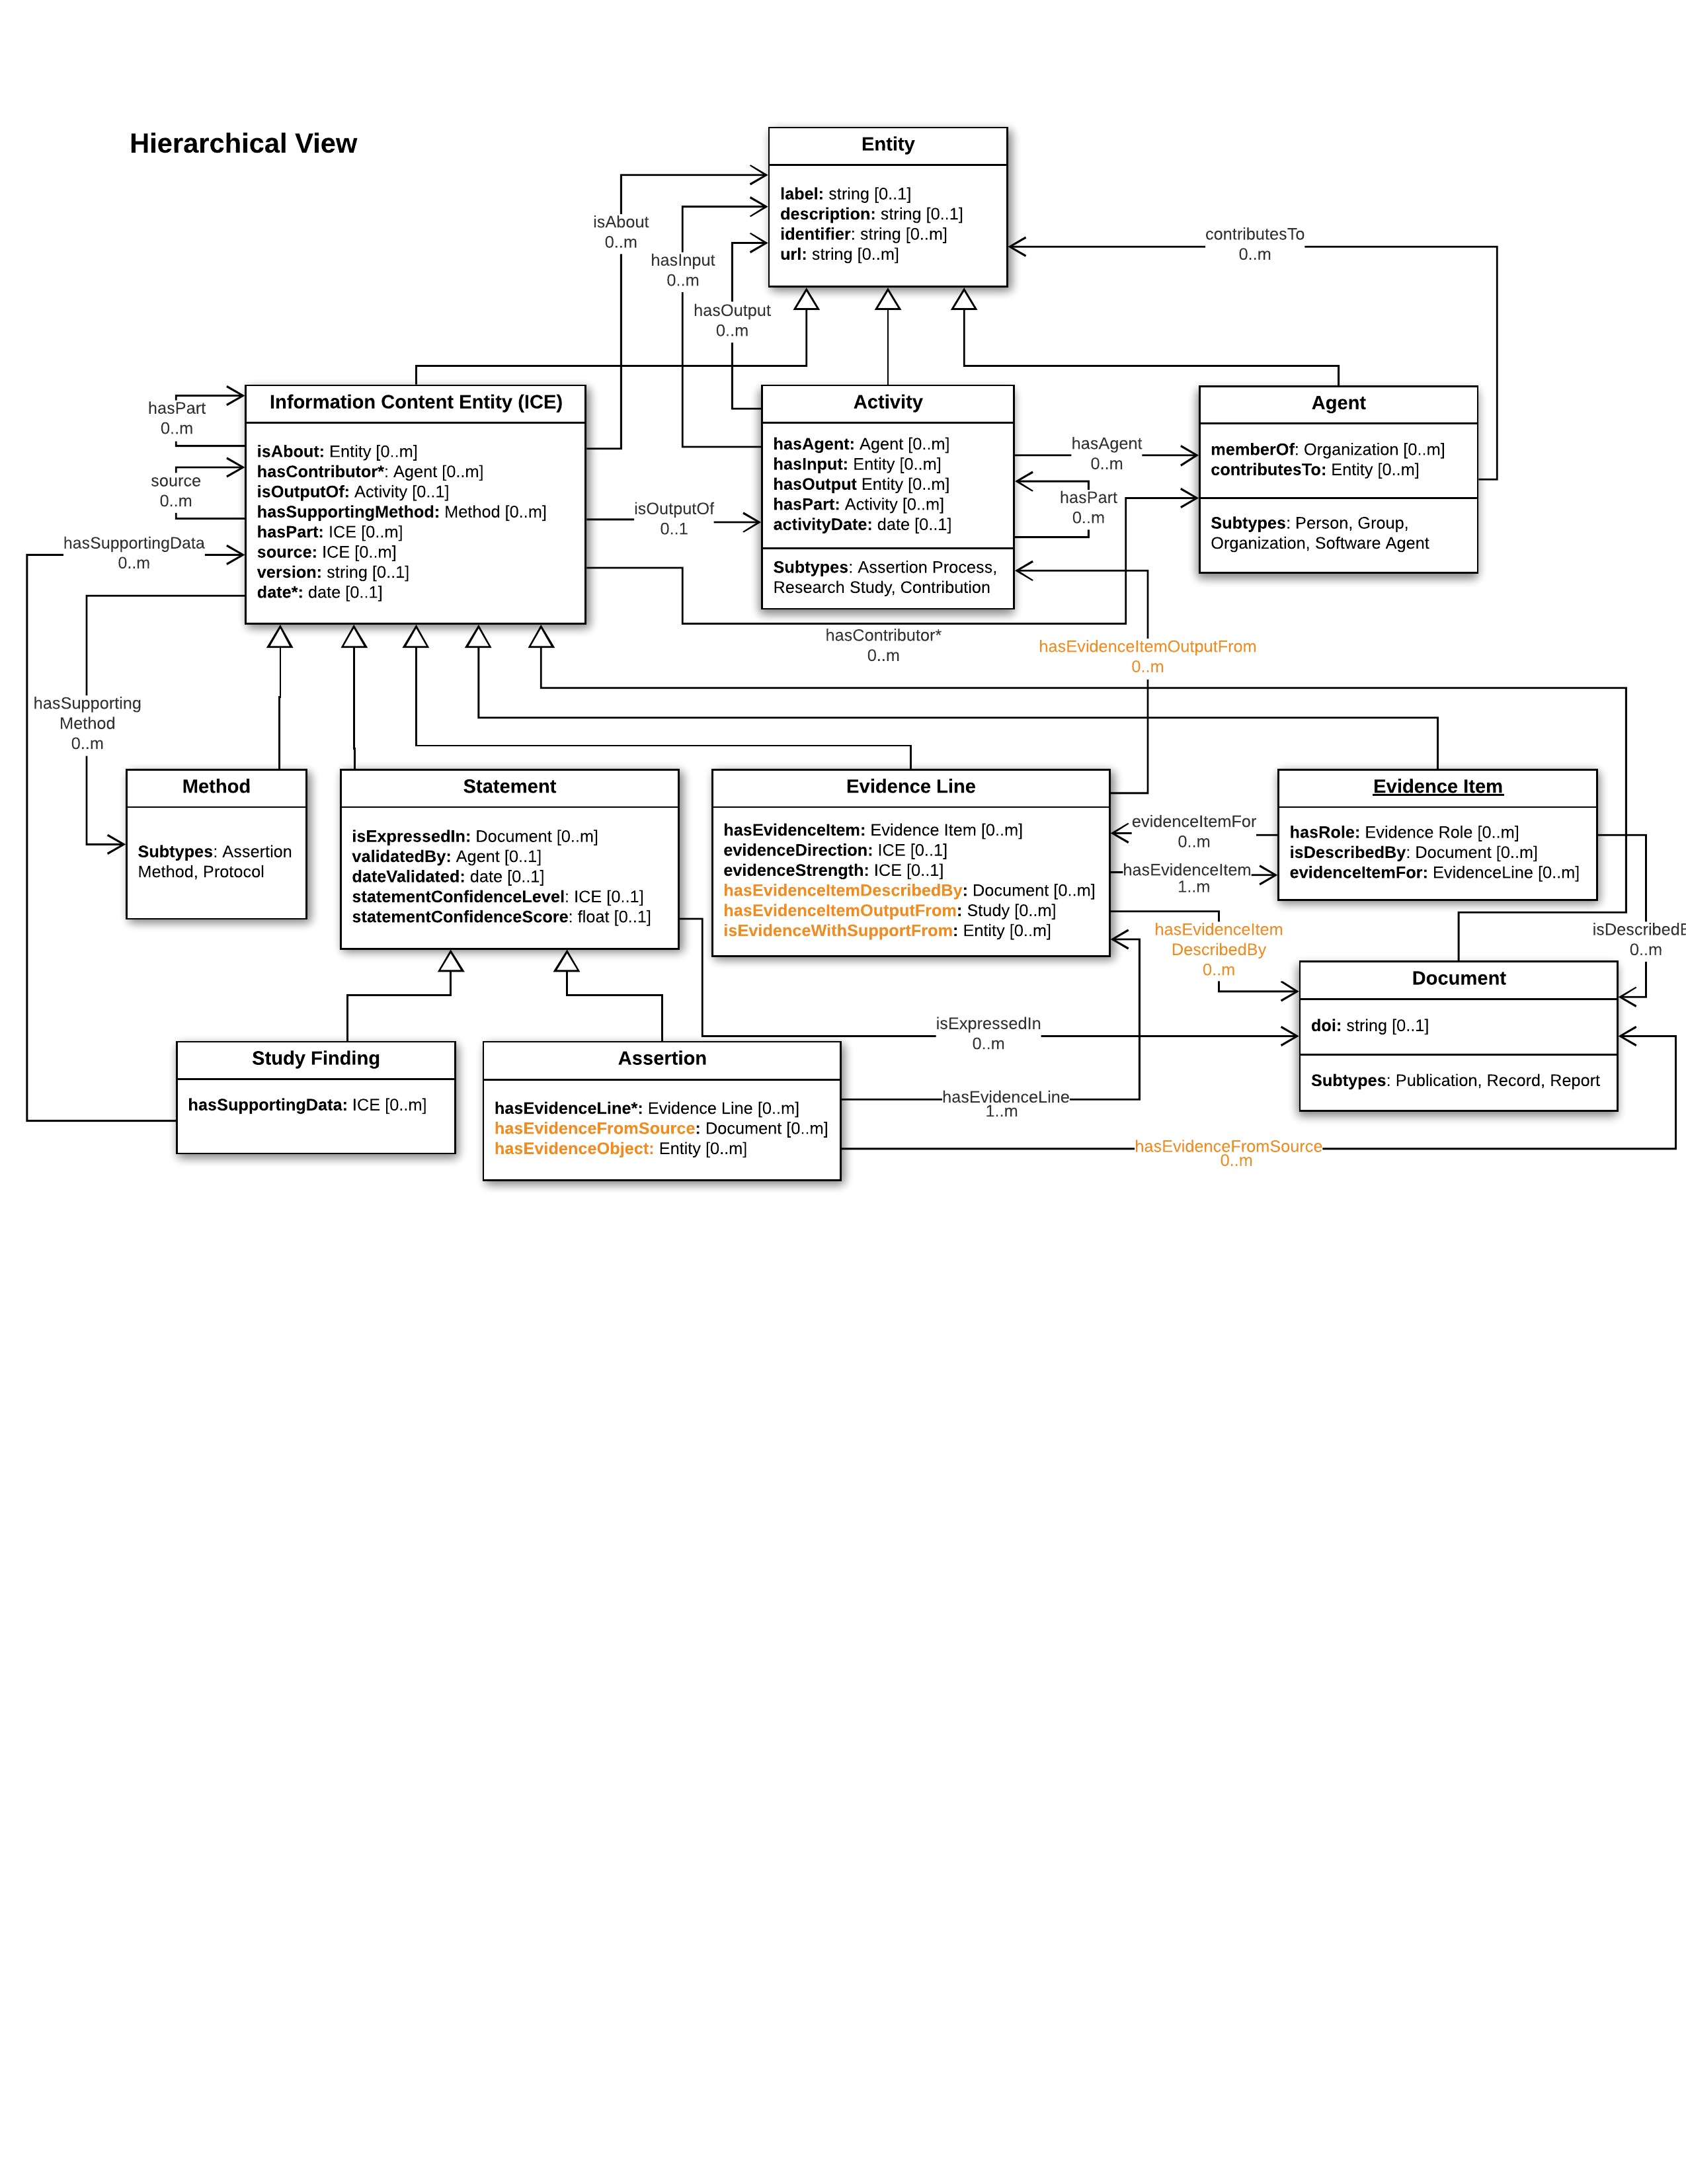 Hierarchical View
Entity
label: string [0..1]
description: string [0..1]
identifier: string [0..m]
url: string [0..m]
isAbout
0..m
hasInput
0..m
hasOutput
0..m
contributesTo
0..m
Information Content Entity (ICE)
isAbout: Entity [0..m]
hasContributor*: Agent [0..m]
isOutputOf: Activity [0..1]
hasSupportingMethod: Method [0..m]
hasPart: ICE [0..m]
source: ICE [0..m]
version: string [0..1]
date*: date [0..1]
hasPart
0..m
source
0..m
hasSupportingData
0..m
isOutputOf
0..1
Activity
hasAgent: Agent [0..m]
hasInput: Entity [0..m]
hasOutput Entity [0..m]
hasPart: Activity [0..m]
activityDate: date [0..1]
Subtypes: Assertion Process,
Research Study, Contribution
hasAgent
0..m
hasPart
0..m
Agent
memberOf: Organization [0..m]
contributesTo: Entity [0..m]
Subtypes: Person, Group,
Organization, Software Agent
hasContributor*
0..m
hasEvidenceItemOutputFrom
0..m
hasSupporting
Method
0..m
Method
Subtypes: Assertion
Method, Protocol
Statement
isExpressedIn: Document [0..m]
validatedBy: Agent [0..1]
dateValidated: date [0..1]
statementConfidenceLevel: ICE [0..1]
statementConfidenceScore: float [0..1]
Evidence Line
hasEvidenceItem: Evidence Item [0..m]
evidenceDirection: ICE [0..1]
evidenceStrength: ICE [0..1]
hasEvidenceItemDescribedBy: Document [0..m]
hasEvidenceItemOutputFrom: Study [0..m]
isEvidenceWithSupportFrom: Entity [0..m]
evidenceItemFor
0..m
hasEvidenceItem
1..m
Evidence Item
hasRole: Evidence Role [0..m]
isDescribedBy: Document [0..m]
evidenceItemFor: EvidenceLine [0..m]
hasEvidenceItem
DescribedBy
0..m
isDescribedB
0..m
Document
doi: string [0..1]
Subtypes: Publication, Record, Report
isExpressedIn
0..m
Study Finding
hasSupportingData: ICE [0..m]
Assertion
hasEvidenceLine*: Evidence Line [0..m]
hasEvidenceFromSource: Document [0..m]
hasEvidenceObject: Entity [0..m]
hasEvidenceLine
1..m
hasEvidenceFromSource
0..m